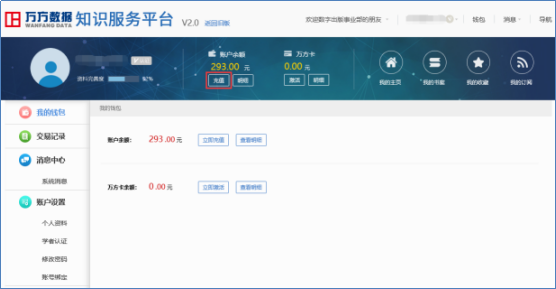 万方数据 知识服务平台 V2.0 返回旧版
WANFANG DATA
欢迎数字出版事业部的朋友
钱包
消息
导航
账户余额
293.00 元
充值 明细
万方卡
0.00 元
激活 明细
资料完善度
我的主页
我的书案
我的收藏
我的订阅
我的钱包
交易记录
消息中心
系统消息
账户设置
个人资料
学者认证
修改密码
账号绑定
我的钱包
账户余额: 293.00 元 立即充值 查看明细
万方卡余额: 0.00 元 立即激活 查看明细